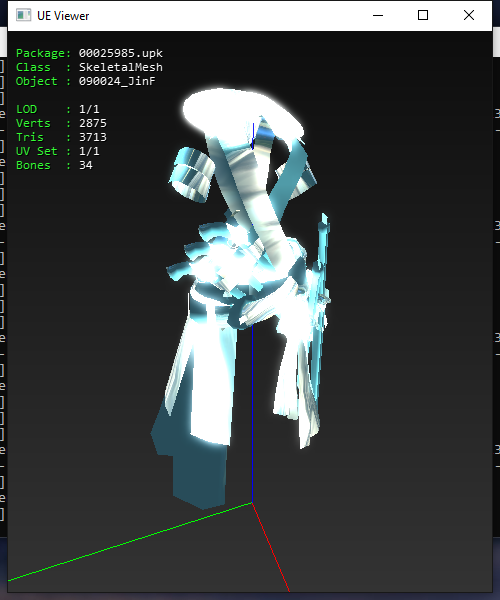 UE Viewer
Package: 00025985.upk
Class : SkeletalMesh
Object : 090024_JinF
LOD : 1/1
Verts : 2875
Tris : 3713
UV Set : 1/1
Bones : 34